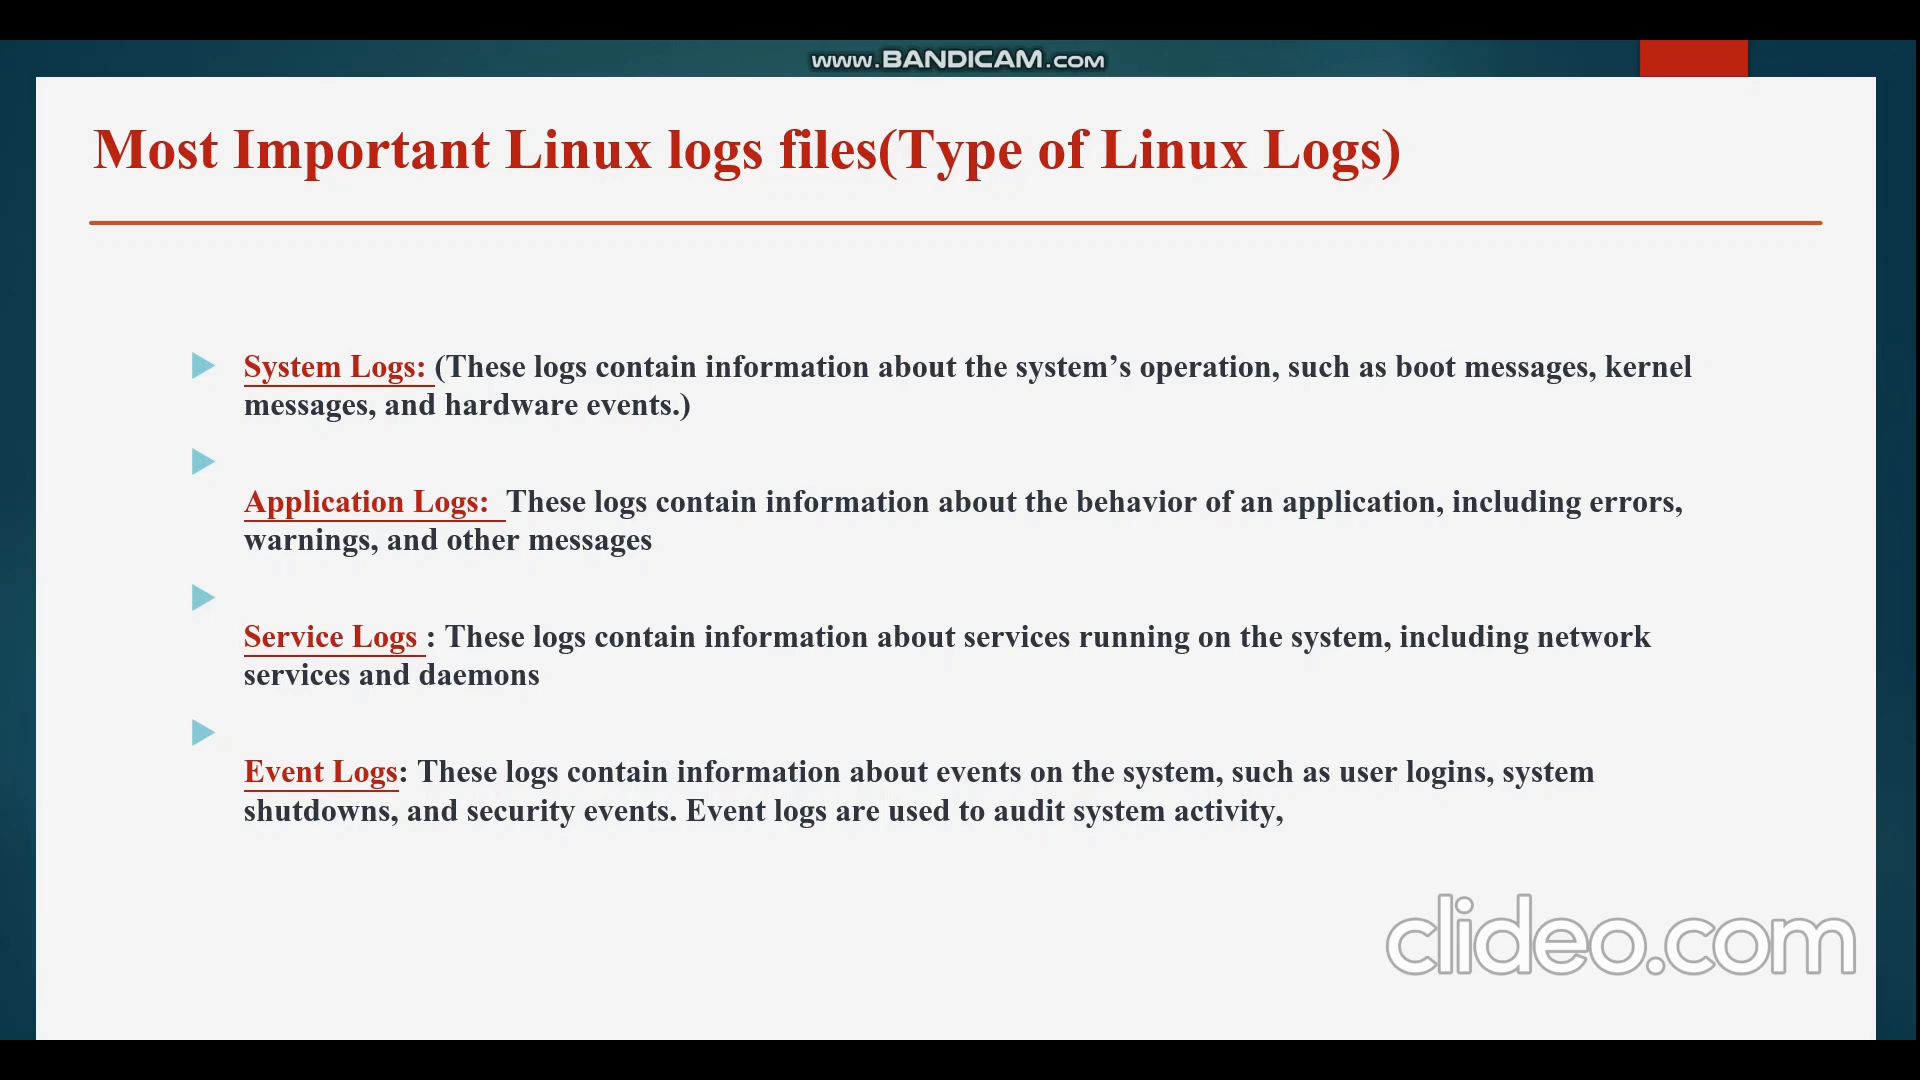 www.BANDICAM.com
Most Important Linux logs files(Type of Linux Logs)
System Logs: (These logs contain information about the system’s operation, such as boot messages, kernel
messages, and hardware events.)
Application Logs:  These logs contain information about the behavior of an application, including errors,
warnings, and other messages
Service Logs : These logs contain information about services running on the system, including network
services and daemons
Event Logs: These logs contain information about events on the system, such as user logins, system
shutdowns, and security events. Event logs are used to audit system activity,
clideo.com